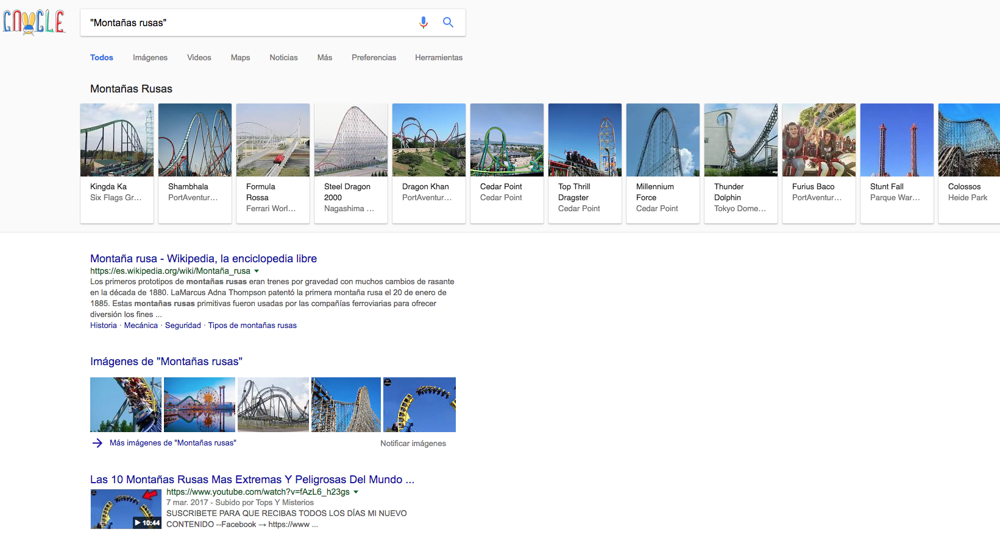 GOOGLE
"Montañas rusas"
Todos Imágenes Videos Maps Noticias Más Preferencias Herramientas
Montañas Rusas
Kingda Ka
Six Flags Gr...
Shambhala
PortAventur...
Formula
Rossa
Ferrari Worl...
Steel Dragon
2000
Nagashima ...
Dragon Khan
PortAventur...
Cedar Point
Cedar Point
Top Thrill
Dragster
Cedar Point
Millennium
Force
Cedar Point
Thunder
Dolphin
Tokyo Dome...
Furius Baco
PortAventur...
Stunt Fall
Parque War...
Colossos
Heide Park
Montaña rusa - Wikipedia, la enciclopedia libre
https://es.wikipedia.org/wiki/Montaña_rusa
Los primeros prototipos de montañas rusas eran trenes por gravedad con muchos cambios de rasante
en la década de 1880. LaMarcus Adna Thompson patentó la primera montaña rusa el 20 de enero de
1885. Estas montañas rusas primitivas fueron usadas por las compañías ferroviarias para ofrecer
diversión los fines ...
Historia · Mecánica · Seguridad · Tipos de montañas rusas
Imágenes de "Montañas rusas"
→ Más imágenes de "Montañas rusas" Notificar imágenes
Las 10 Montañas Rusas Mas Extremas Y Peligrosas Del Mundo ...
https://www.youtube.com/watch?v=fAzL6_h23gs
7 mar. 2017 - Subido por Tops Y Misterios
SUSCRIBETE PARA QUE RECIBAS TODOS LOS DÍAS MI NUEVO
CONTENIDO --Facebook → https://www ...
10:44